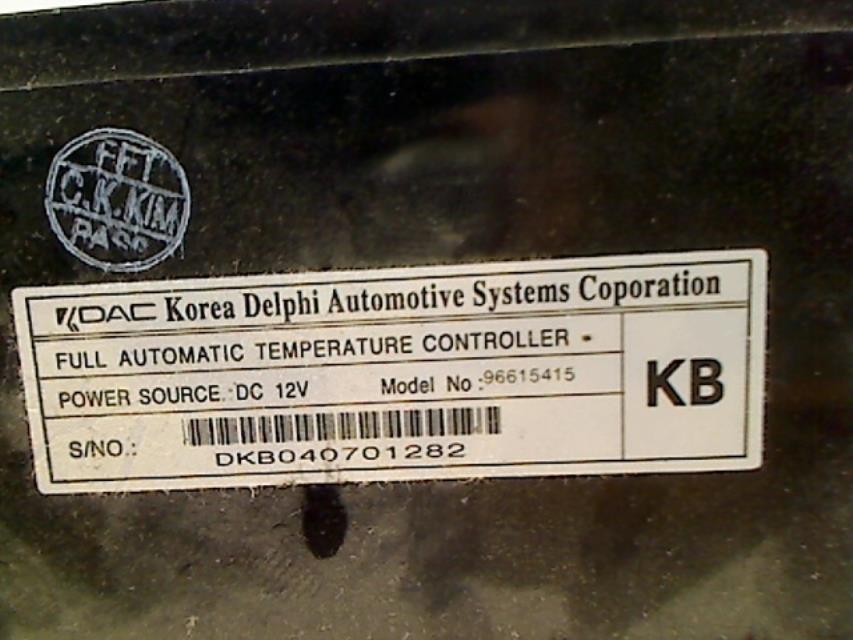 FFT
C.K.KIM
PASS
KDAC Korea Delphi Automotive Systems Coporation
FULL AUTOMATIC TEMPERATURE CONTROLLER -
POWER SOURCE. DC 12V Model No :96615415
KB
S/NO.:
DKB040701282